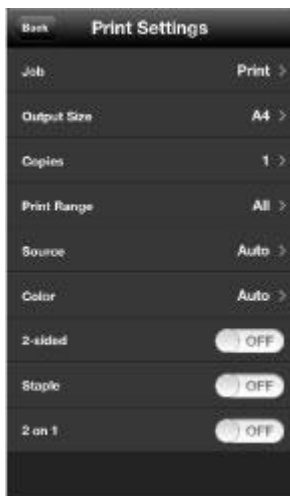 Back Print Settings
Job Print >
Output Size A4 >
Copies 1 >
Print Range All >
Source Auto >
Color Auto >
2-sided OFF
Staple OFF
2 on 1 OFF